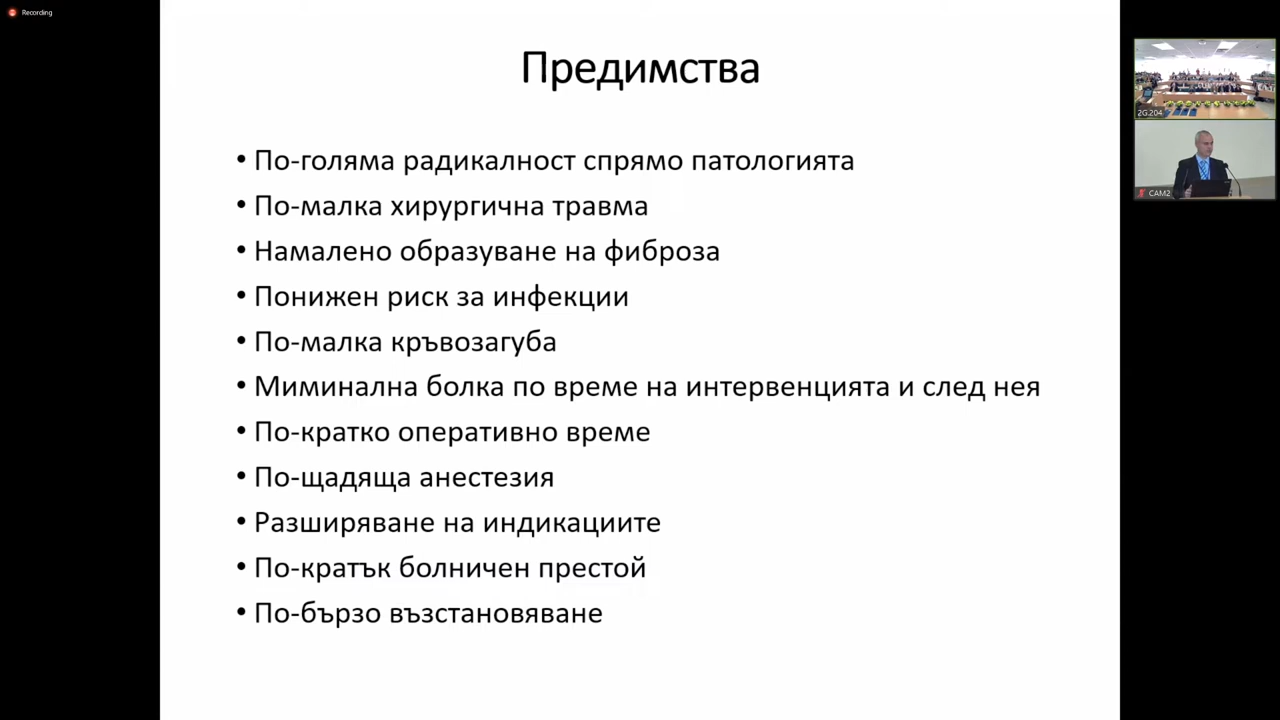 Recording
Предимства
• По-голяма радикалност спрямо патологията
• По-малка хирургична травма
• Намалено образуване на фиброза
• Понижен риск за инфекции
• По-малка кръвозагуба
• Миминална болка по време на интервенцията и след нея
• По-кратко оперативно време
• По-щадяща анестезия
• Разширяване на индикациите
• По-кратък болничен престой
• По-бързо възстановяване
2G.204
CAM2